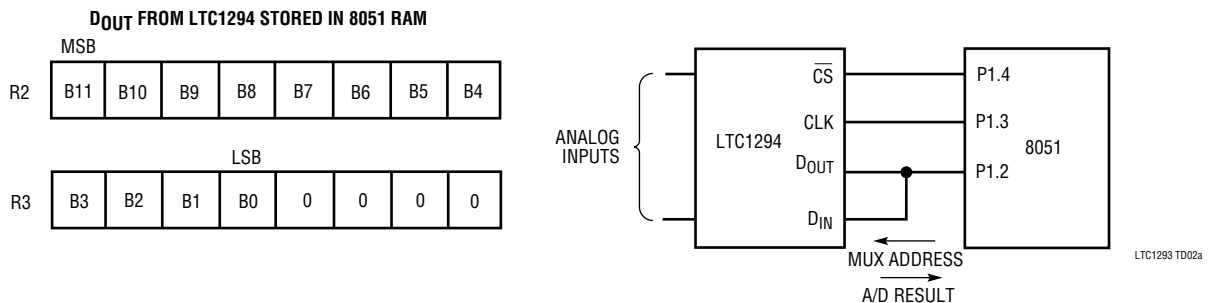 DOUT FROM LTC1294 STORED IN 8051 RAM
MSB
R2 B11 B10 B9 B8 B7 B6 B5 B4
LSB
R3 B3 B2 B1 B0 0 0 0 0
ANALOG
INPUTS
LTC1294
CS
CLK
DOUT
DIN
P1.4
P1.3
P1.2
8051
MUX ADDRESS
A/D RESULT
LTC1293 TD02a